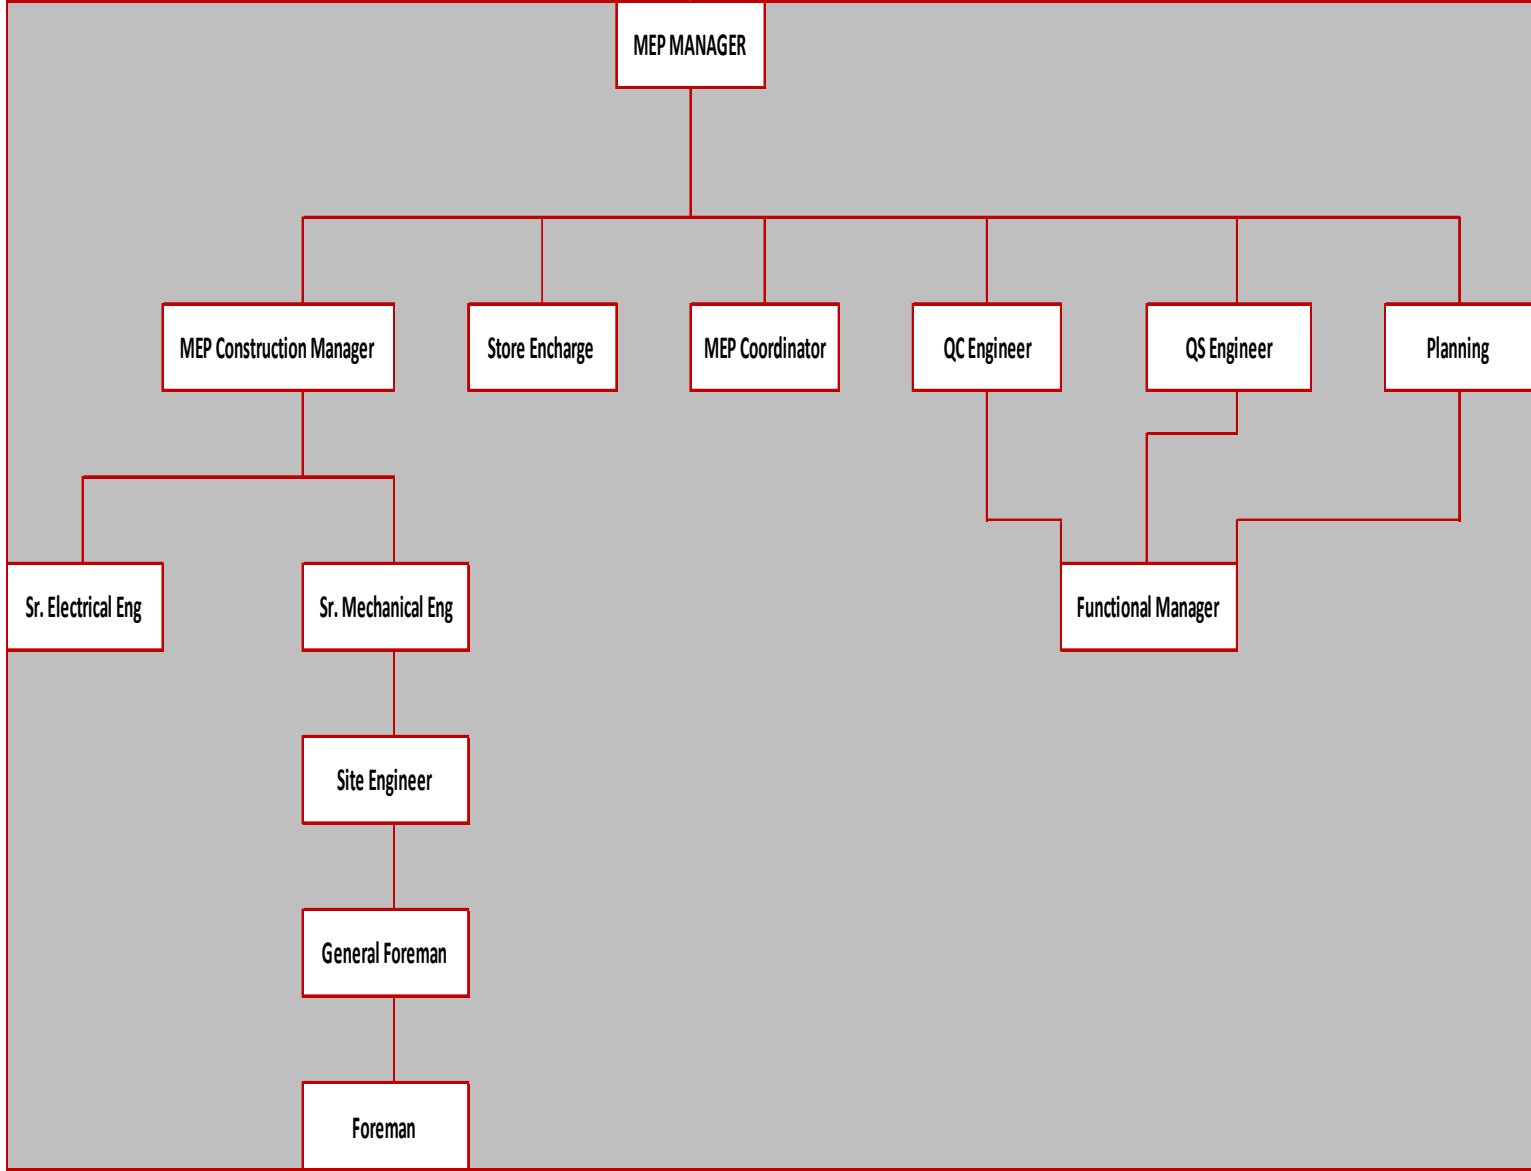 MEP MANAGER
MEP Construction Manager
Store Encharge
MEP Coordinator
QC Engineer
QS Engineer
Planning
Sr. Electrical Eng
Sr. Mechanical Eng
Functional Manager
Site Engineer
General Foreman
Foreman